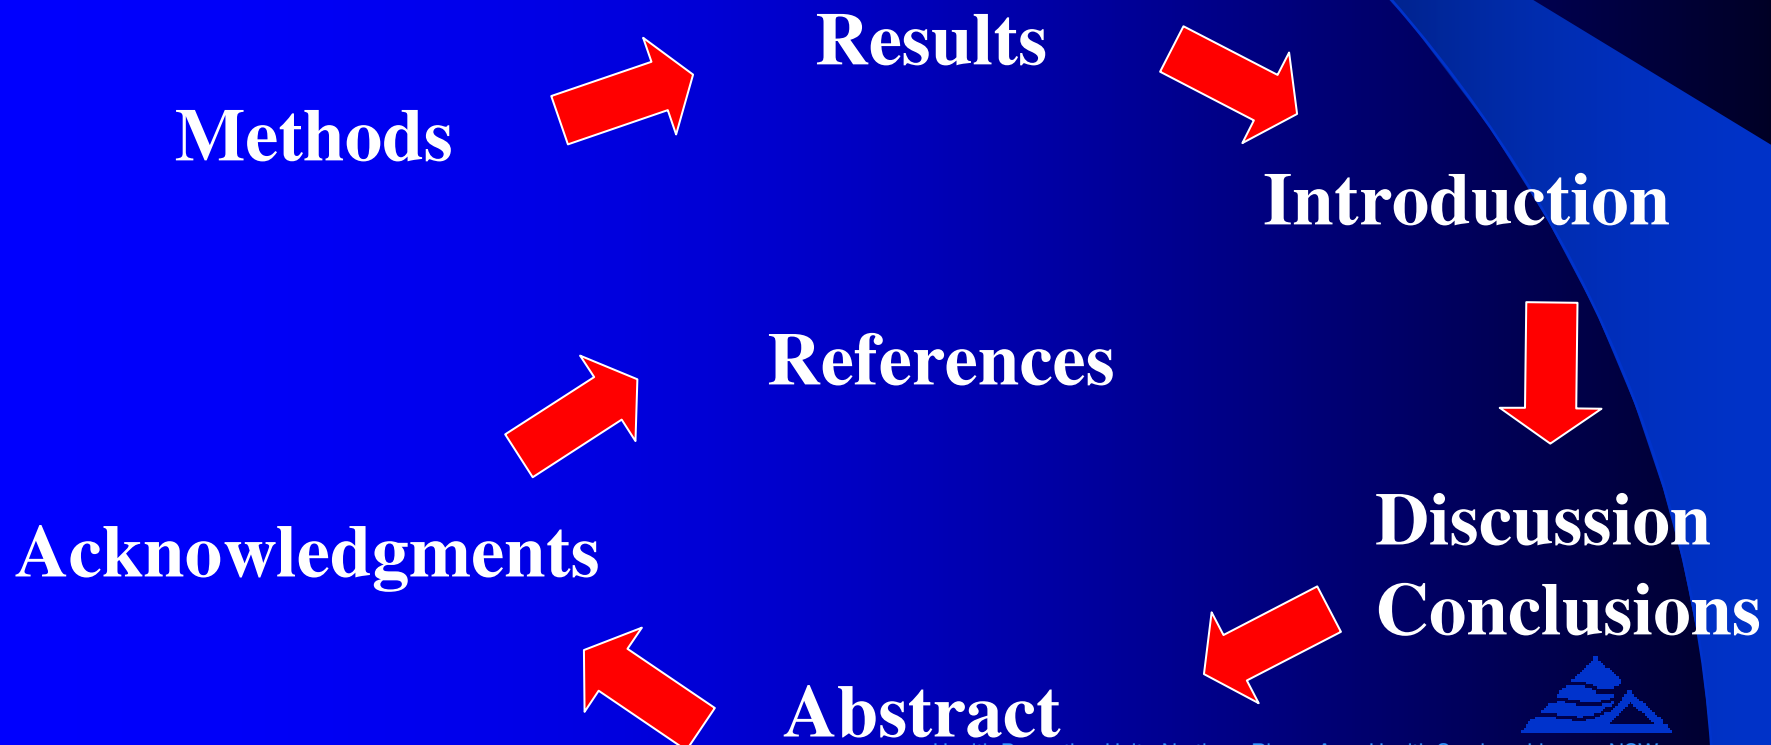 Results
Methods
Introduction
References
Discussion
Conclusions
Acknowledgments
Abstract